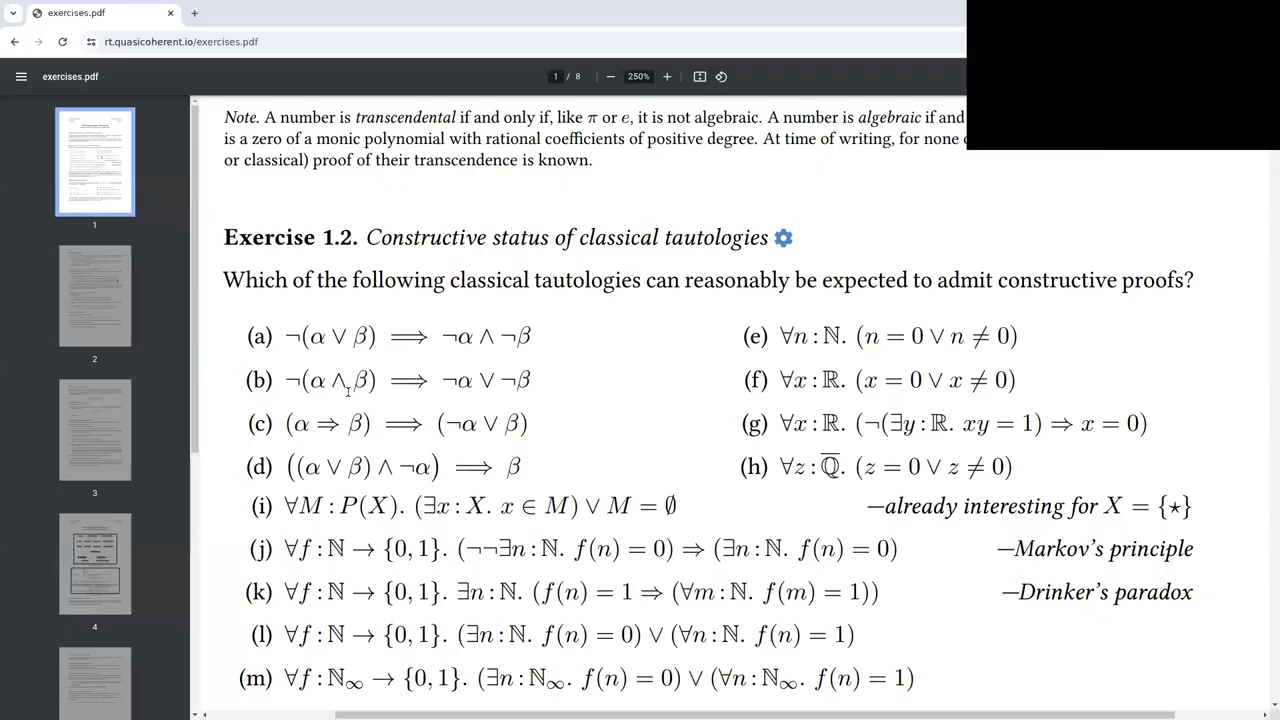 exercises.pdf
rt.quasicoherent.io/exercises.pdf
exercises.pdf
1 / 8
250%
Note. A number is transcendental if and only if, like π or e, it is not algebraic. A number is algebraic if and
is a zero of a monic polynomial with rational coefficients of positive degree. At time of writing, for none
or classical) proof of their transcendence is known.
Exercise 1.2. Constructive status of classical tautologies
Which of the following classical tautologies can reasonably be expected to admit constructive proofs?
(a) ¬(α ∨ β) ⟹ ¬α ∧ ¬β
(b) ¬(α ∧ β) ⟹ ¬α ∨ ¬β
(c) (α ⇒ β) ⟹ (¬α ∨ β)
(d) ((α ∨ β) ∧ ¬α) ⟹ β
(e) ∀n : ℕ. (n = 0 ∨ n ≠ 0)
(f) ∀x : ℝ. (x = 0 ∨ x ≠ 0)
(g) ∀x : ℝ. (¬(∃y : ℝ. xy = 1) ⇒ x = 0)
(h) ∀z : ℚ̅. (z = 0 ∨ z ≠ 0)
(i) ∀M : P(X). (∃x : X. x ∈ M) ∨ M = ∅ —already interesting for X = {⋆}
(j) ∀f : ℕ → {0, 1}. (¬¬∃n : ℕ. f(n) = 0) ⇒ (∃n : ℕ. f(n) = 0) —Markov's principle
(k) ∀f : ℕ → {0, 1}. ∃n : ℕ. (f(n) = 1 ⇒ (∀m : ℕ. f(m) = 1)) —Drinker's paradox
(l) ∀f : ℕ → {0, 1}. (∃n : ℕ. f(n) = 0) ∨ (∀n : ℕ. f(n) = 1)
(m) ∀f : ℕ∞ → {0, 1}. (∃n : ℕ∞. f(n) = 0) ∨ (∀n : ℕ∞. f(n) = 1)
1
2
3
4